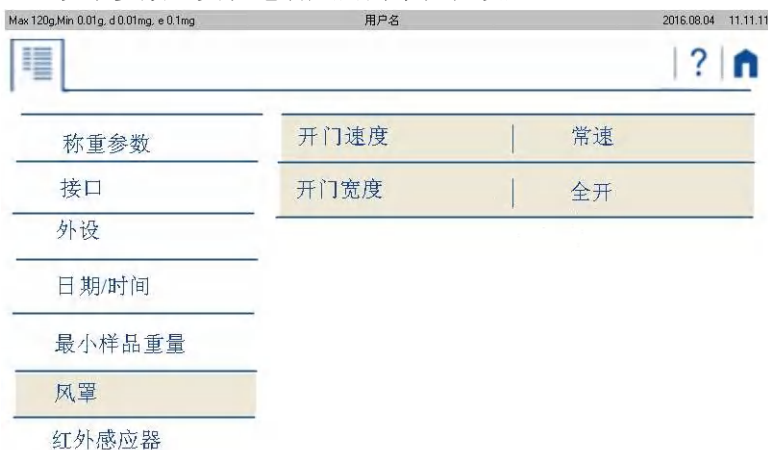 Max 120g,Min 0.01g, d 0.01mg, e 0.1mg 用户名 2016.08.04 11.11.11
?
称重参数
开门速度 常速
接口
开门宽度 全开
外设
日期/时间
最小样品重量
风罩
红外感应器